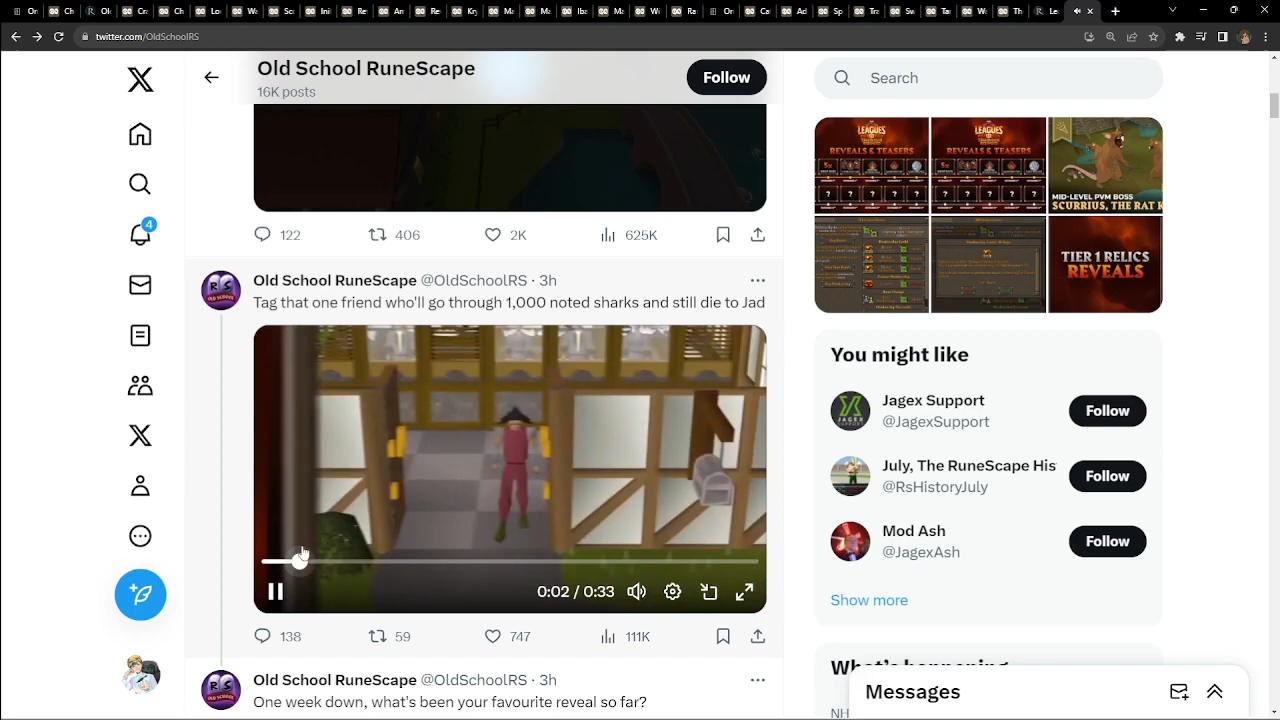 twitter.com/OldSchoolRS
Old School RuneScape
16K posts
Follow
Search
406
2K
625K
4
Old School RuneScape @OldSchoolRS · 3h
Tag that one friend who'll go through 1,000 noted sharks and still die to Jad
0:02 / 0:33
138
59
747
111K
Old School RuneScape @OldSchoolRS · 3h
One week down, what's been your favourite reveal so far?
LEAGUES
REVEALS & TEASERS
LEAGUES
REVEALS & TEASERS
MID-LEVEL PVM BOSS
SCURRIUS, THE RAT K
TIER 1 RELICS
REVEALS
You might like
Jagex Support
@JagexSupport
Follow
July, The RuneScape His
@RsHistoryJuly
Follow
Mod Ash
@JagexAsh
Follow
Show more
What's happening
Messages